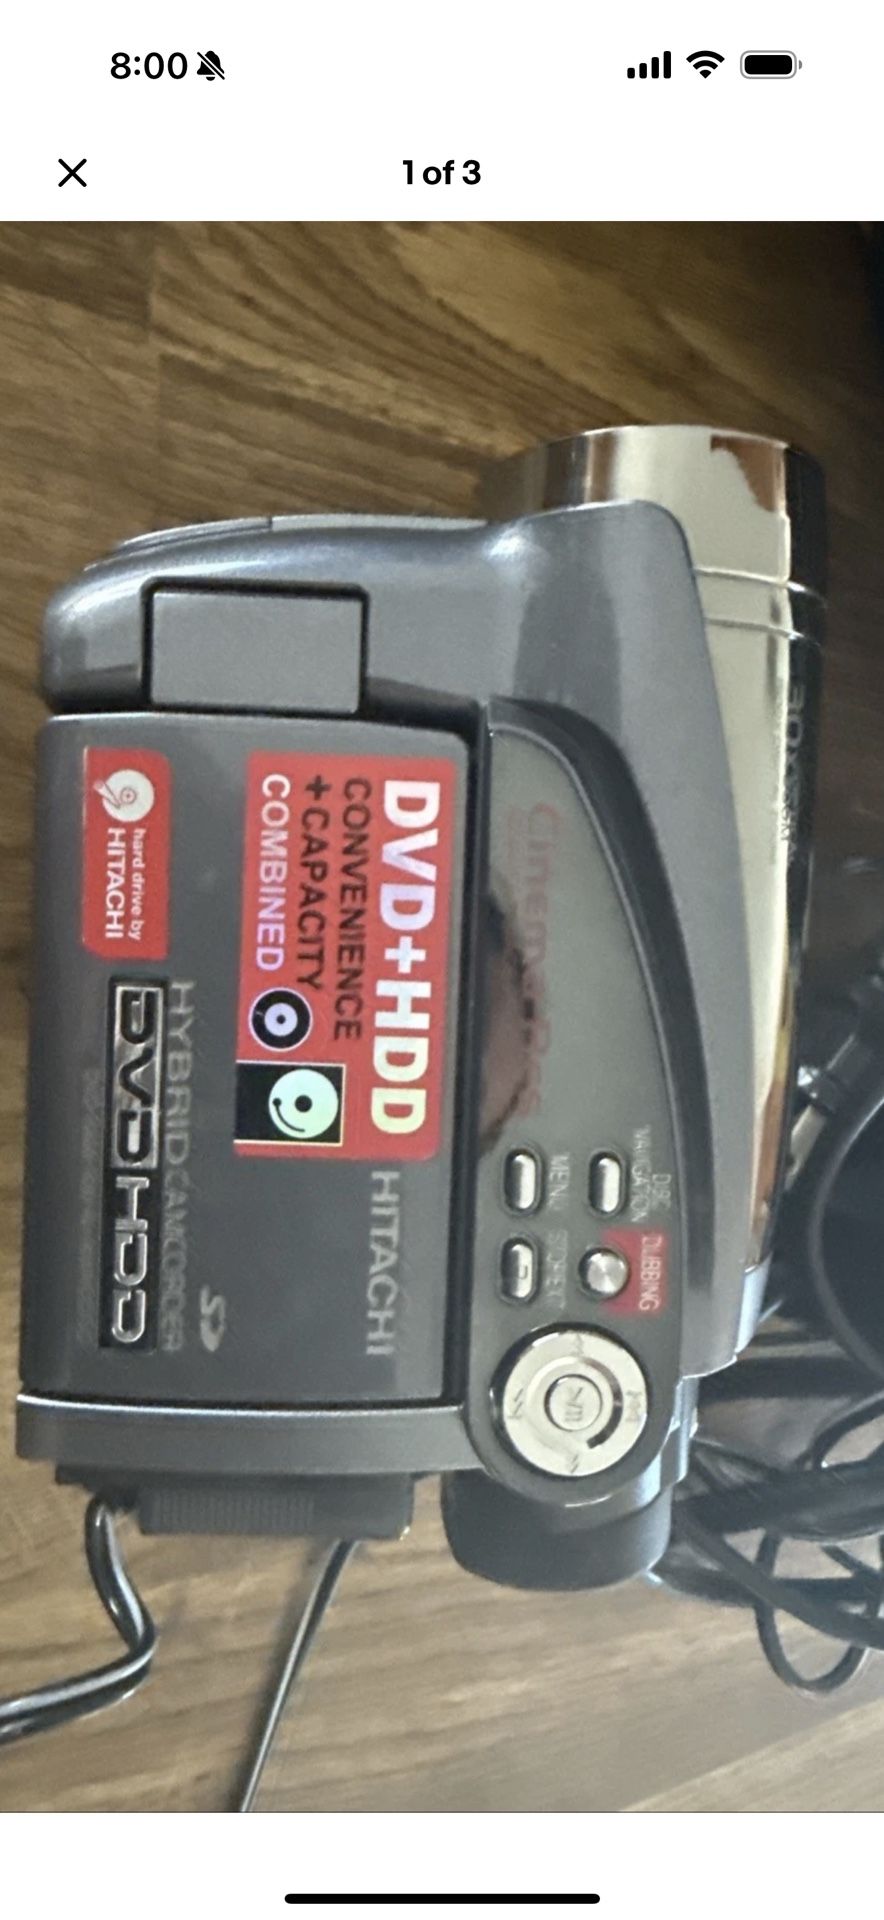 8:00
1 of 3
DVD+HDD
CONVENIENCE
+CAPACITY
COMBINED
hard drive by
HITACHI
HITACHI
HYBRID CAMCORDER
DVD HDD
SD
DISC
NAVIGATION
DUBBING
MENU